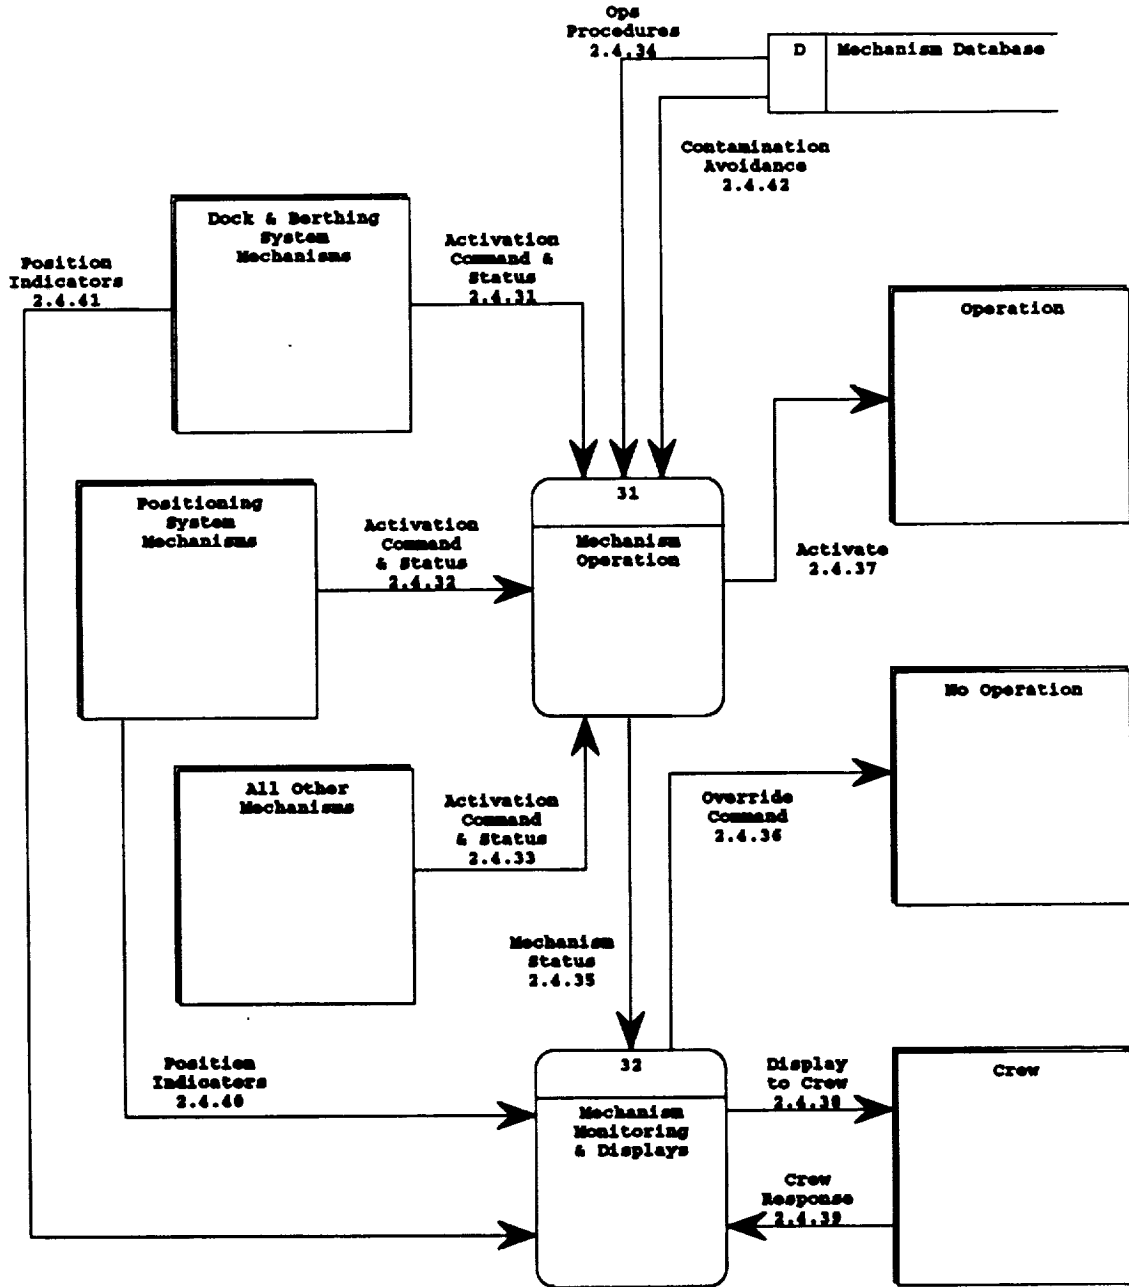 Ops
Procedures
2.4.34
D
Mechanism Database
Contamination
Avoidance
2.4.42
Dock & Berthing
System
Mechanisms
Activation
Command &
Status
2.4.31
Position
Indicators
2.4.41
Operation
Positioning
System
Mechanisms
Activation
Command
& Status
2.4.32
31
Mechanism
Operation
Activate
2.4.37
No Operation
All Other
Mechanisms
Activation
Command
& Status
2.4.33
Override
Command
2.4.36
Mechanism
Status
2.4.35
Position
Indicators
2.4.40
32
Mechanism
Monitoring
& Displays
Display
to Crew
2.4.38
Crew
Crew
Response
2.4.39